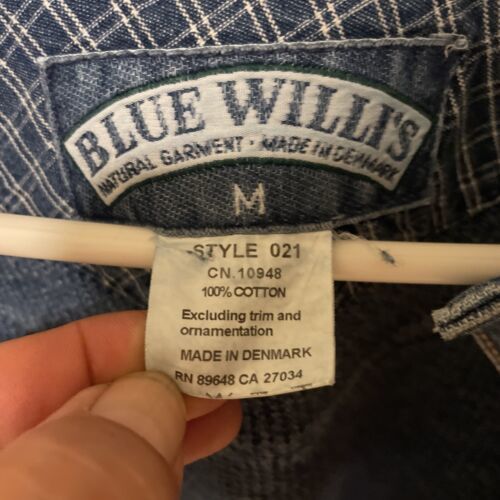 BLUE WILLI'S
NATURAL GARMENT · MADE IN DENMARK
M
STYLE 021
CN.10948
100% COTTON
Excluding trim and
ornamentation
MADE IN DENMARK
RN 89648 CA 27034